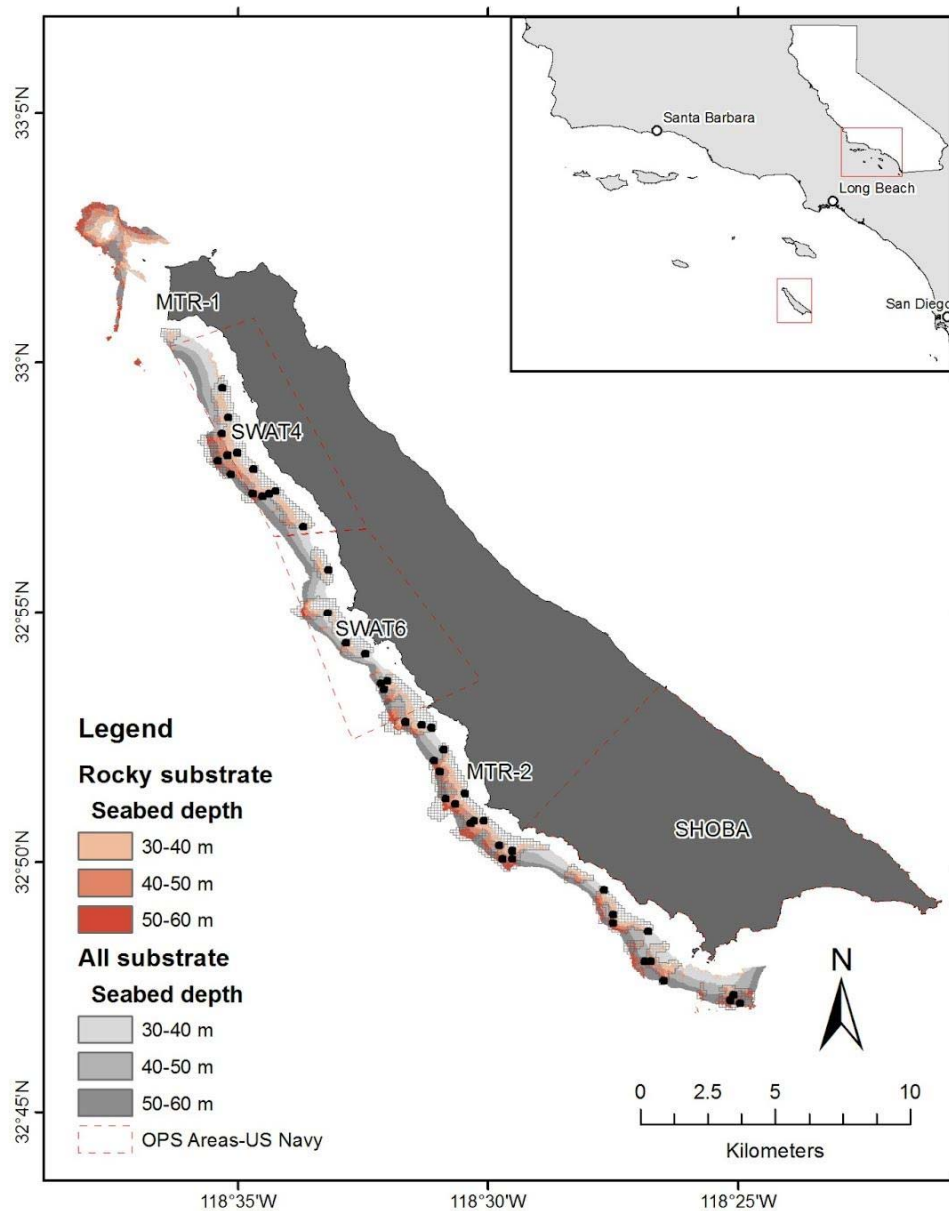 Santa Barbara
Long Beach
San Diego
33°5'N
33°N
32°55'N
32°50'N
32°45'N
MTR-1
SWAT4
SWAT6
MTR-2
SHOBA
Legend
Rocky substrate
Seabed depth
30-40 m
40-50 m
50-60 m
All substrate
Seabed depth
30-40 m
40-50 m
50-60 m
OPS Areas-US Navy
N
0 2.5 5 10
Kilometers
118°35'W 118°30'W 118°25'W